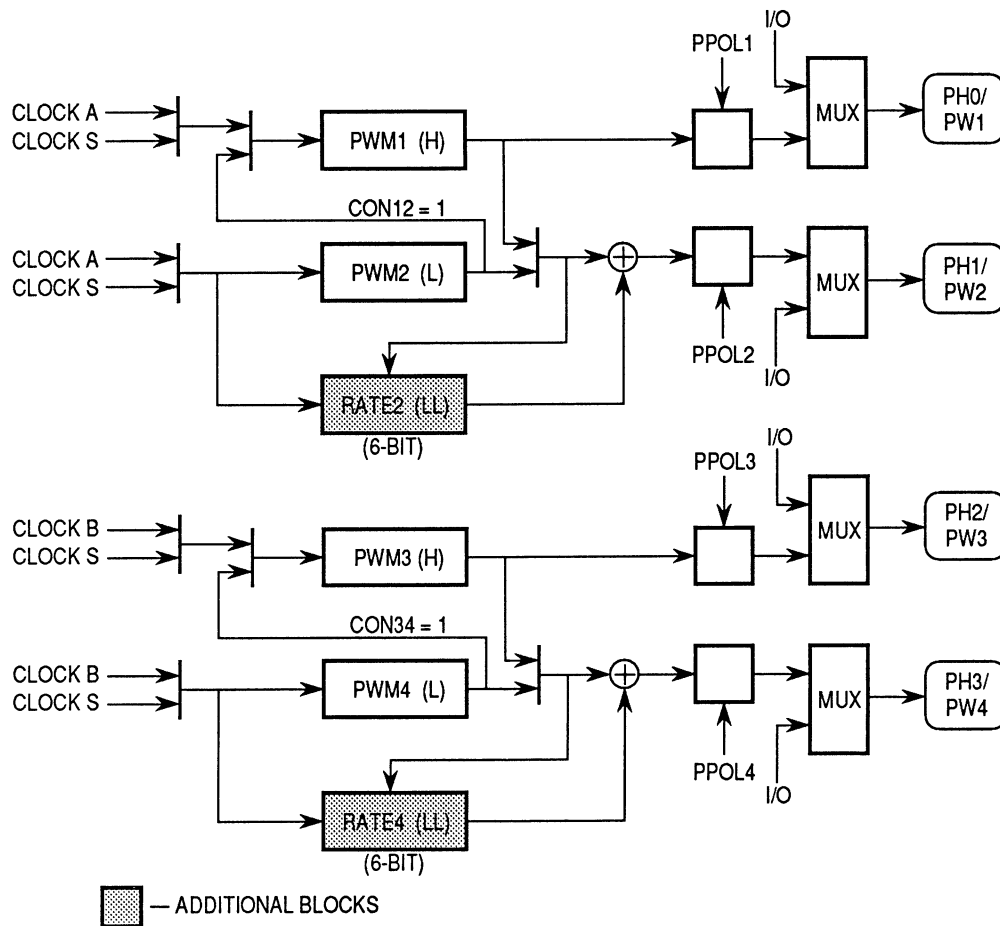 I/O
PPOL1
CLOCK A
CLOCK S
PWM1 (H)
MUX
PH0/
PW1
CON12 = 1
CLOCK A
CLOCK S
PWM2 (L)
+
MUX
PH1/
PW2
PPOL2
I/O
RATE2 (LL)
(6-BIT)
I/O
PPOL3
CLOCK B
CLOCK S
PWM3 (H)
MUX
PH2/
PW3
CON34 = 1
CLOCK B
CLOCK S
PWM4 (L)
+
MUX
PH3/
PW4
PPOL4
I/O
RATE4 (LL)
(6-BIT)
— ADDITIONAL BLOCKS